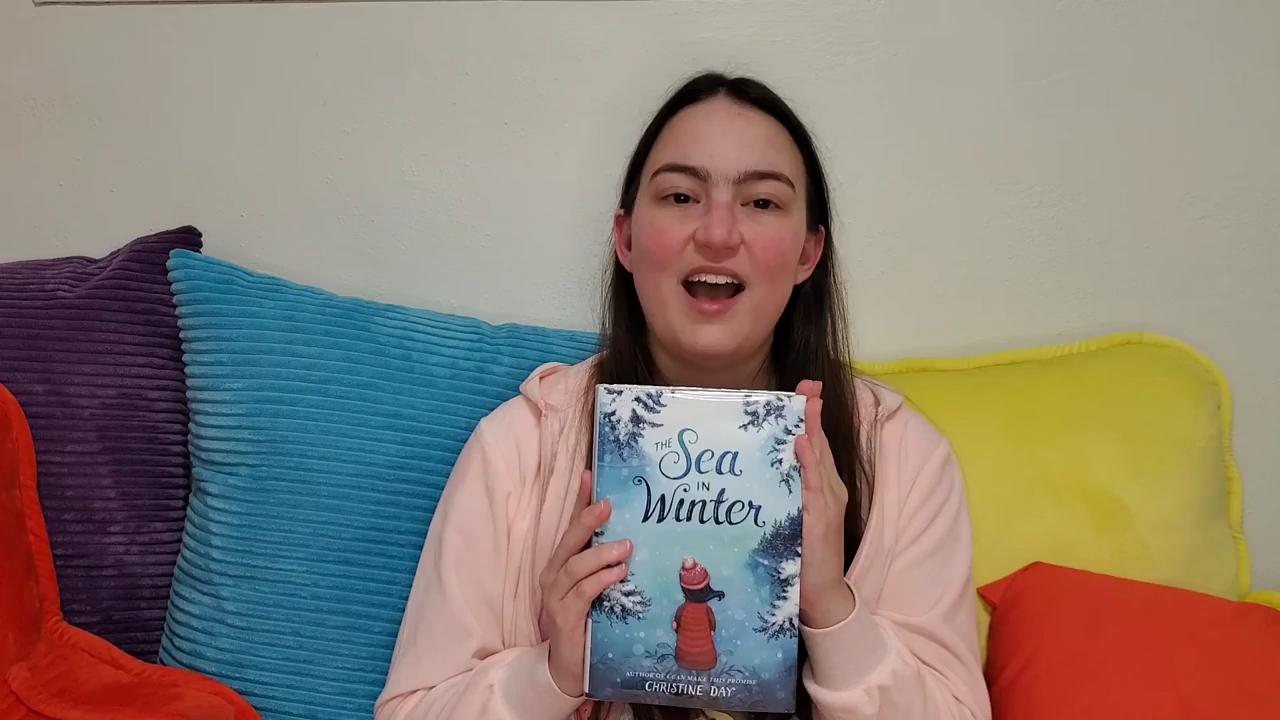 THE
Sea
IN
Winter
AUTHOR OF I CAN MAKE THIS PROMISE
CHRISTINE DAY